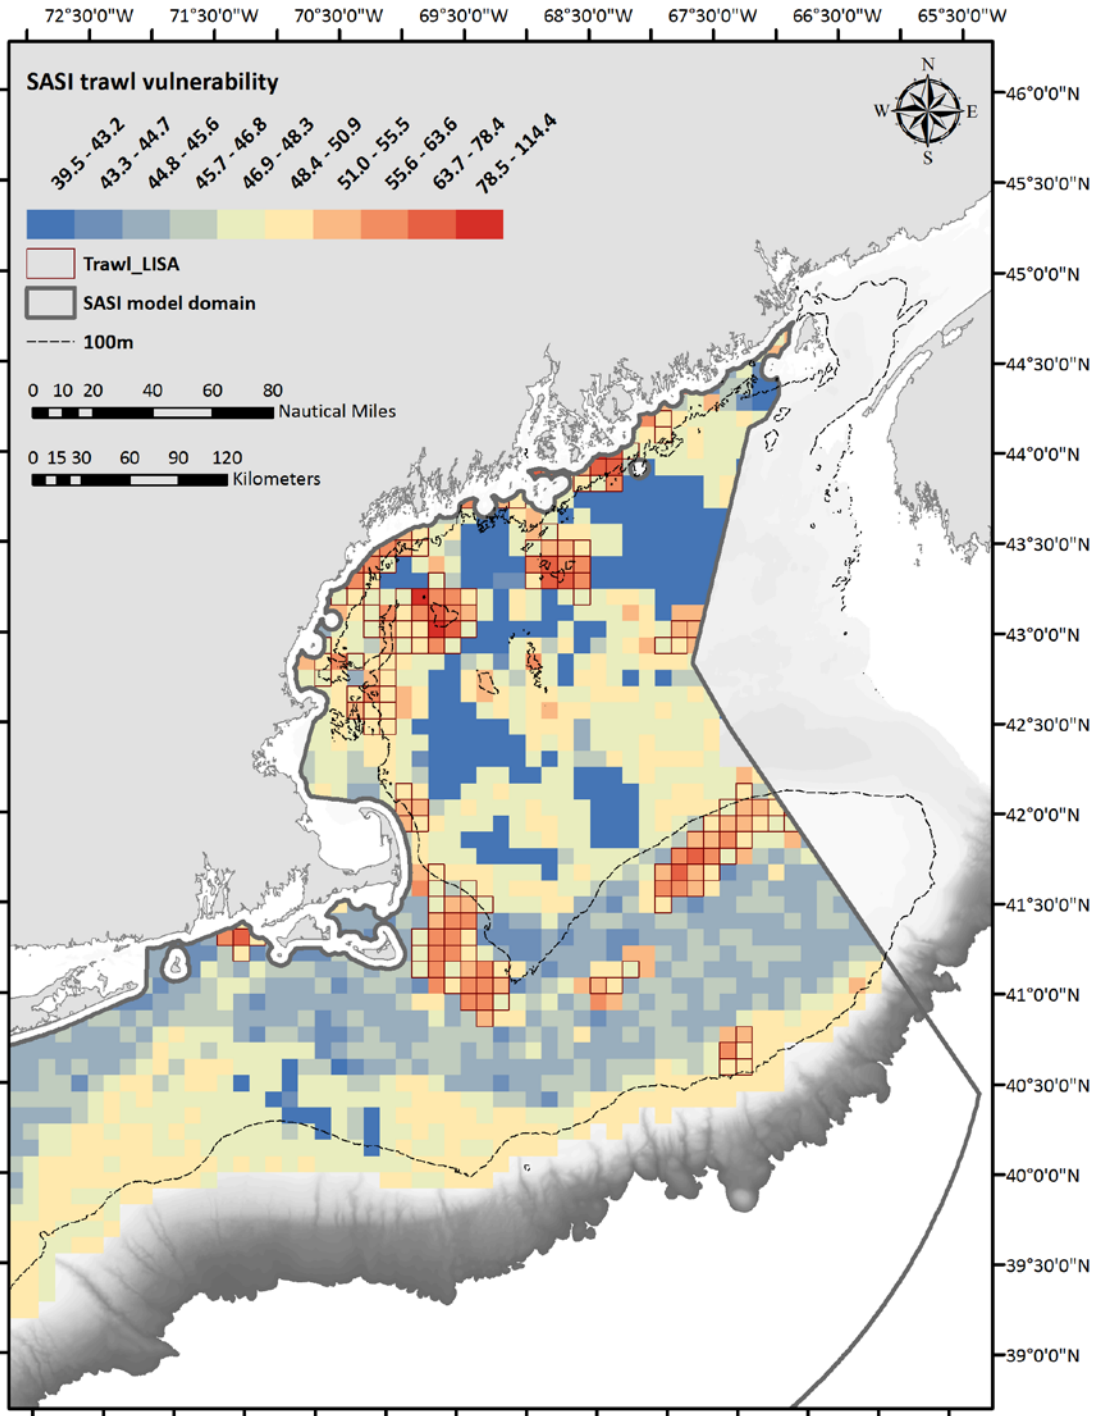 72°30'0"W 71°30'0"W 70°30'0"W 69°30'0"W 68°30'0"W 67°30'0"W 66°30'0"W 65°30'0"W
SASI trawl vulnerability
39.5 - 43.2
43.3 - 44.7
44.8 - 45.6
45.7 - 46.8
46.9 - 48.3
48.4 - 50.9
51.0 - 55.5
55.6 - 63.6
63.7 - 78.4
78.5 - 114.4
Trawl_LISA
SASI model domain
100m
0 10 20 40 60 80
Nautical Miles
0 15 30 60 90 120
Kilometers
N
W E
S
46°0'0"N
45°30'0"N
45°0'0"N
44°30'0"N
44°0'0"N
43°30'0"N
43°0'0"N
42°30'0"N
42°0'0"N
41°30'0"N
41°0'0"N
40°30'0"N
40°0'0"N
39°30'0"N
39°0'0"N